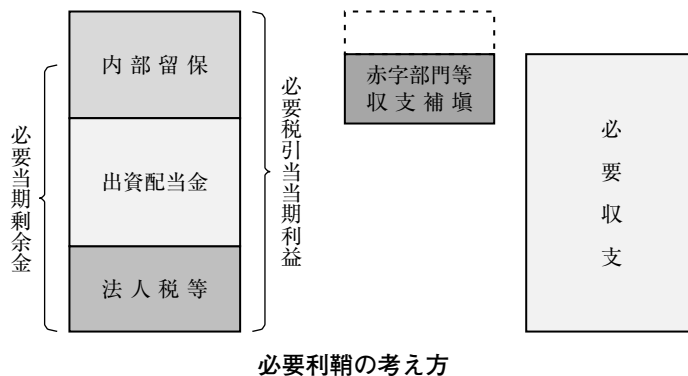 必要当期剰余金
内部留保
出資配当金
法人税等
必要税引当当期利益
赤字部門等
収支補塡
必要収支
必要利鞘の考え方